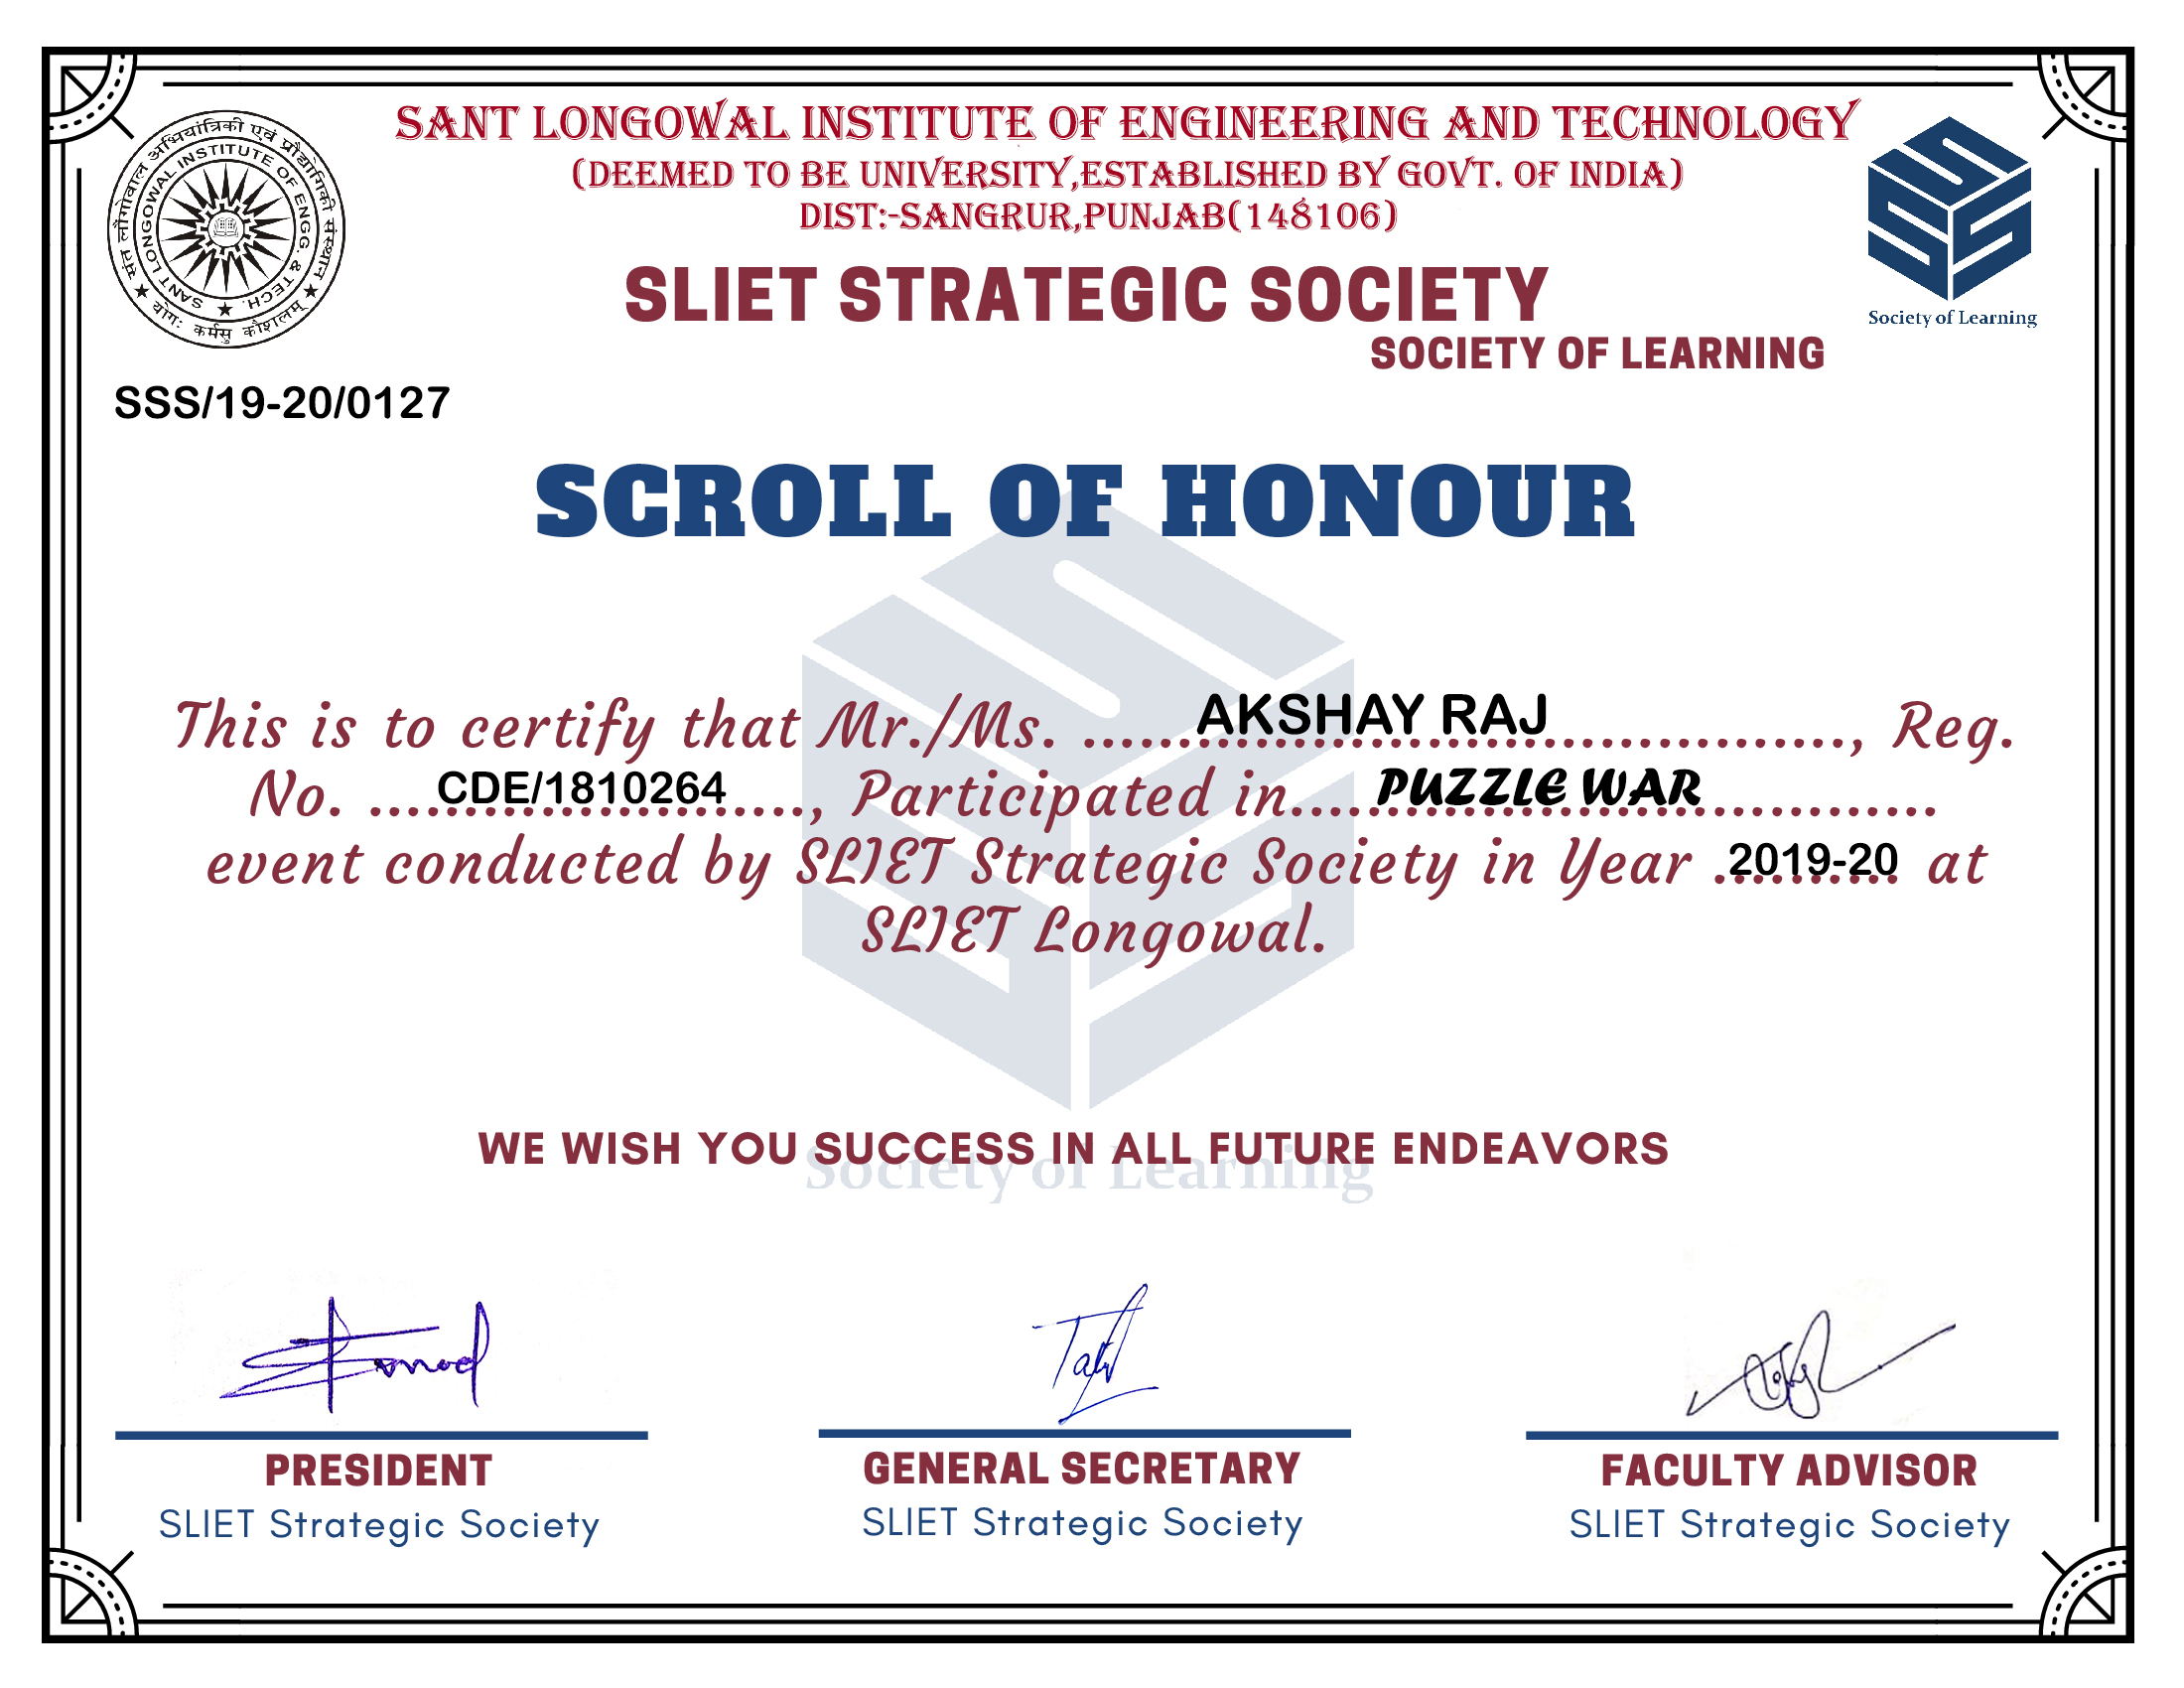 SANT LONGOWAL INSTITUTE OF ENGINEERING AND TECHNOLOGY
(DEEMED TO BE UNIVERSITY,ESTABLISHED BY GOVT. OF INDIA)
DIST:-SANGRUR,PUNJAB(148106)
संत लौंगोवाल अभियांत्रिकी एवं प्रौद्योगिकी संस्थान
SANT LONGOWAL INSTITUTE OF ENGG. & TECH.
योग: कर्मसु कौशलम्
SLIET STRATEGIC SOCIETY
SOCIETY OF LEARNING
SSS
Society of Learning
SSS/19-20/0127
SCROLL OF HONOUR
This is to certify that Mr./Ms. AKSHAY RAJ, Reg.
No. CDE/1810264, Participated in PUZZLE WAR
event conducted by SLIET Strategic Society in Year 2019-20 at
SLIET Longowal.
WE WISH YOU SUCCESS IN ALL FUTURE ENDEAVORS
Society of Learning
PRESIDENT
SLIET Strategic Society
GENERAL SECRETARY
SLIET Strategic Society
FACULTY ADVISOR
SLIET Strategic Society